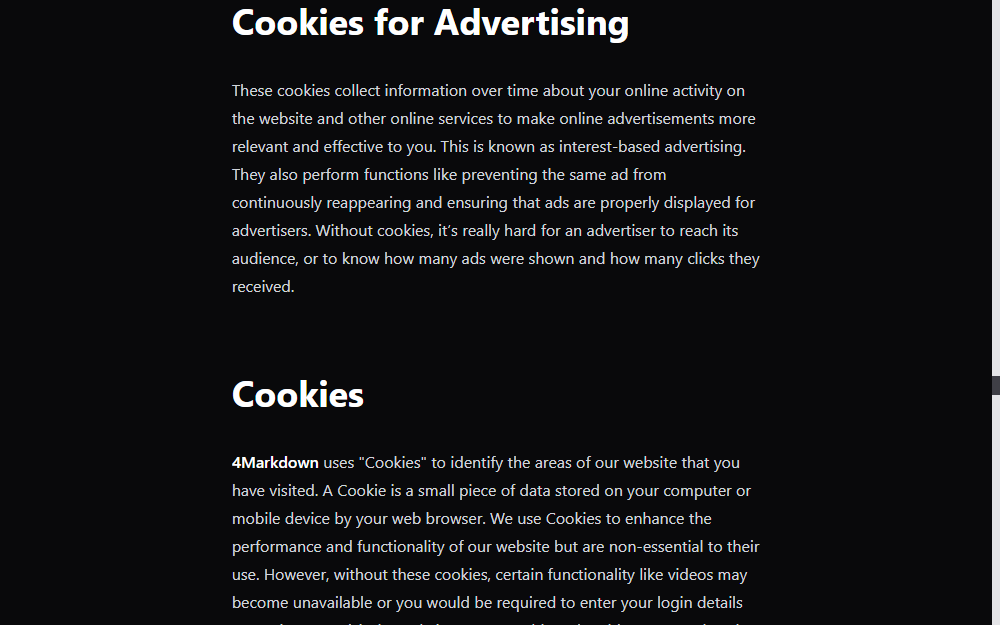 Cookies for Advertising
These cookies collect information over time about your online activity on
the website and other online services to make online advertisements more
relevant and effective to you. This is known as interest-based advertising.
They also perform functions like preventing the same ad from
continuously reappearing and ensuring that ads are properly displayed for
advertisers. Without cookies, it's really hard for an advertiser to reach its
audience, or to know how many ads were shown and how many clicks they
received.
Cookies
4Markdown uses "Cookies" to identify the areas of our website that you
have visited. A Cookie is a small piece of data stored on your computer or
mobile device by your web browser. We use Cookies to enhance the
performance and functionality of our website but are non-essential to their
use. However, without these cookies, certain functionality like videos may
become unavailable or you would be required to enter your login details